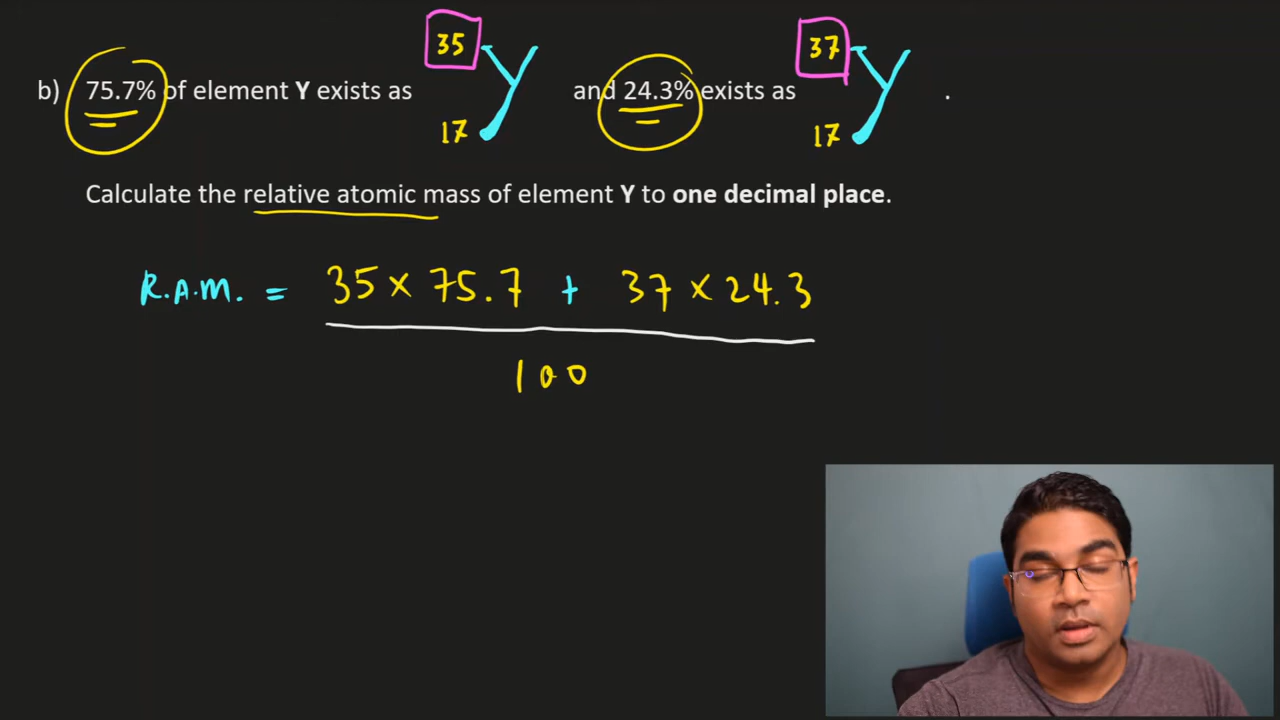 35 37
b) 75.7% of element Y exists as Y and 24.3% exists as Y .
17 17
Calculate the relative atomic mass of element Y to one decimal place.
R.A.M. = 35 × 75.7 + 37 × 24.3
100